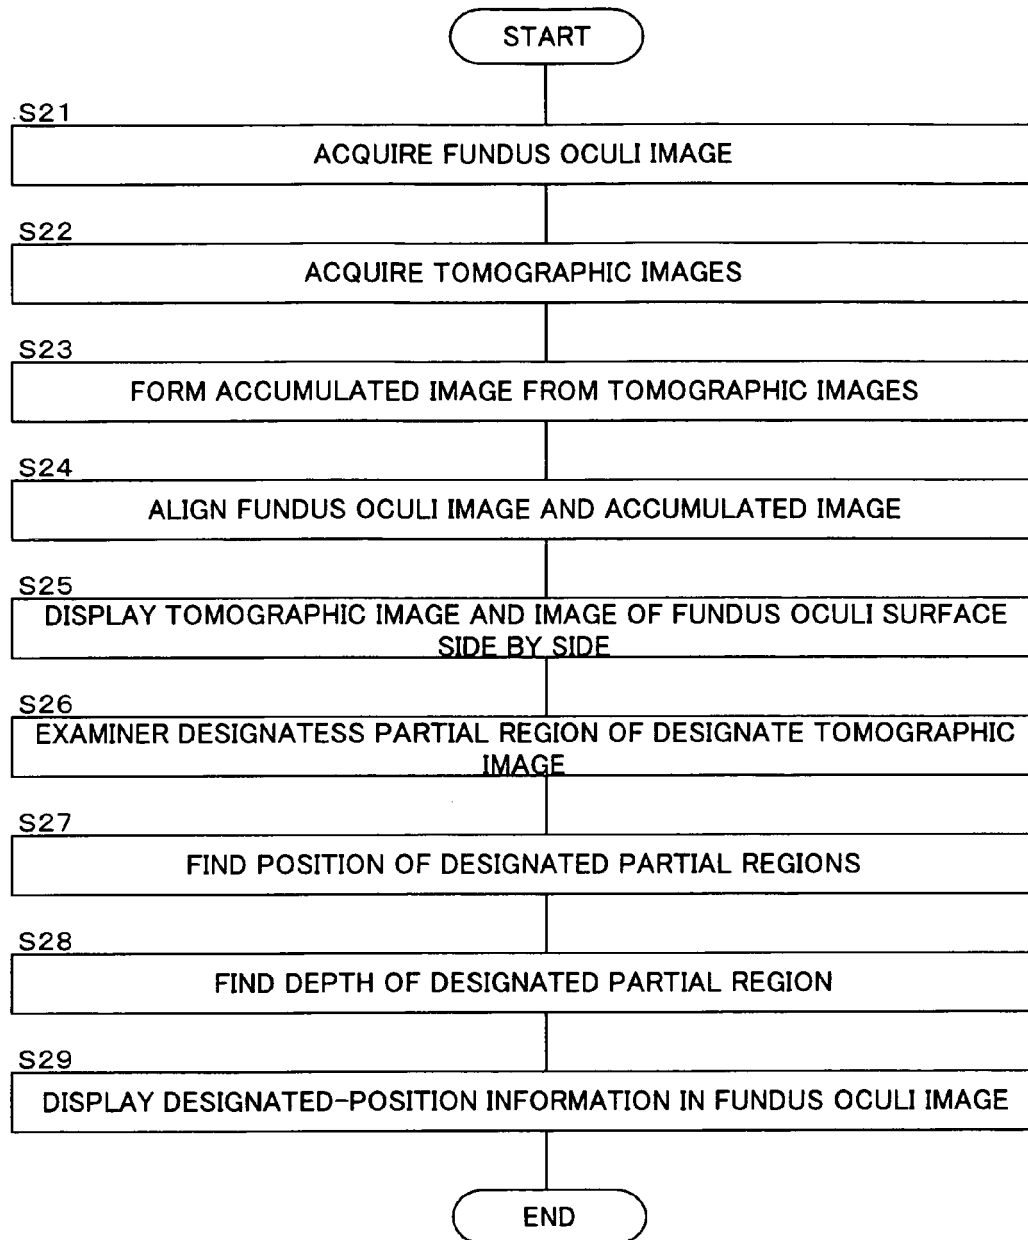 START
S21
ACQUIRE FUNDUS OCULI IMAGE
S22
ACQUIRE TOMOGRAPHIC IMAGES
S23
FORM ACCUMULATED IMAGE FROM TOMOGRAPHIC IMAGES
S24
ALIGN FUNDUS OCULI IMAGE AND ACCUMULATED IMAGE
S25
DISPLAY TOMOGRAPHIC IMAGE AND IMAGE OF FUNDUS OCULI SURFACE
SIDE BY SIDE
S26
EXAMINER DESIGNATESS PARTIAL REGION OF DESIGNATE TOMOGRAPHIC
IMAGE
S27
FIND POSITION OF DESIGNATED PARTIAL REGIONS
S28
FIND DEPTH OF DESIGNATED PARTIAL REGION
S29
DISPLAY DESIGNATED-POSITION INFORMATION IN FUNDUS OCULI IMAGE
END